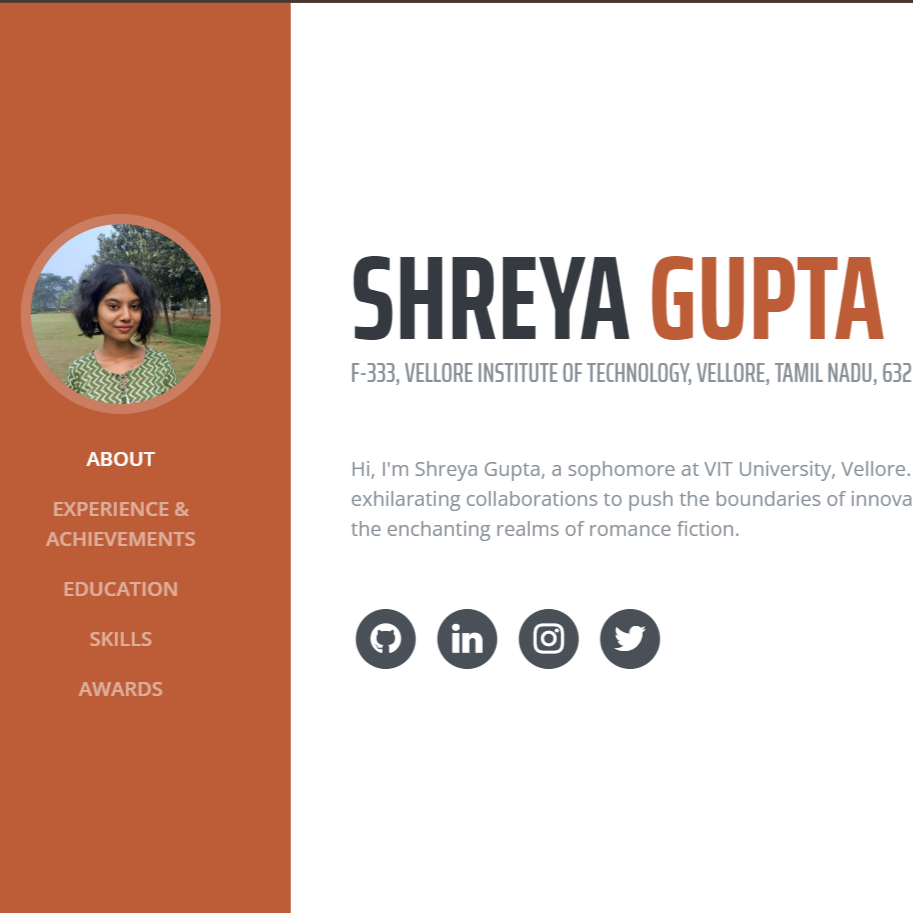 ABOUT
EXPERIENCE &
ACHIEVEMENTS
EDUCATION
SKILLS
AWARDS
SHREYA GUPTA
F-333, VELLORE INSTITUTE OF TECHNOLOGY, VELLORE, TAMIL NADU, 632
Hi, I'm Shreya Gupta, a sophomore at VIT University, Vellore.
exhilarating collaborations to push the boundaries of innova
the enchanting realms of romance fiction.
in